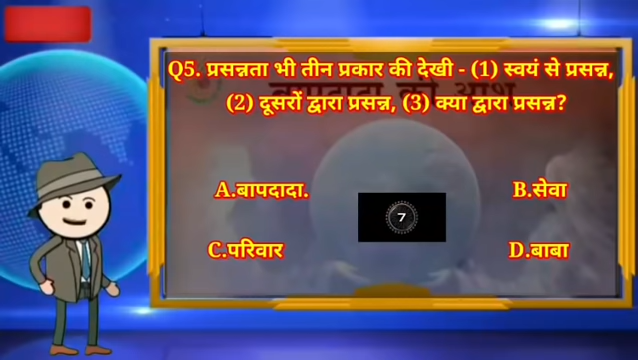 Q5. प्रसन्नता भी तीन प्रकार की देखी - (1) स्वयं से प्रसन्न,
(2) दूसरों द्वारा प्रसन्न, (3) क्या द्वारा प्रसन्न?
A.बापदादा.
B.सेवा
7
C.परिवार
D.बाबा